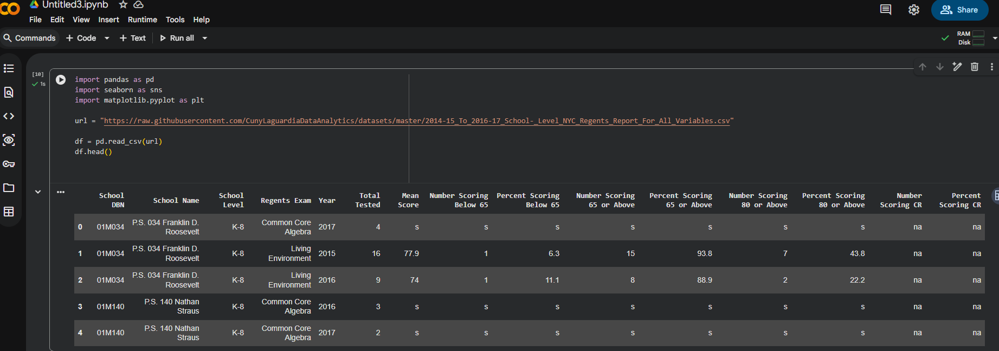 Untitled3.ipynb
File Edit View Insert Runtime Tools Help
Share
Commands + Code + Text Run all
RAM
Disk
[10]
1s
import pandas as pd
import seaborn as sns
import matplotlib.pyplot as plt
url = "https://raw.githubusercontent.com/CunyLaguardiaDataAnalytics/datasets/master/2014-15_To_2016-17_School-_Level_NYC_Regents_Report_For_All_Variables.csv"
df = pd.read_csv(url)
df.head()
School DBN School Name School Level Regents Exam Year Total Tested Mean Score Number Scoring Below 65 Percent Scoring Below 65 Number Scoring 65 or Above Percent Scoring 65 or Above Number Scoring 80 or Above Percent Scoring 80 or Above Number Scoring CR Percent Scoring CR
0 01M034 P.S. 034 Franklin D. Roosevelt K-8 Common Core Algebra 2017 4 s s s s s s s na na
1 01M034 P.S. 034 Franklin D. Roosevelt K-8 Living Environment 2015 16 77.9 1 6.3 15 93.8 7 43.8 na na
2 01M034 P.S. 034 Franklin D. Roosevelt K-8 Living Environment 2016 9 74 1 11.1 8 88.9 2 22.2 na na
3 01M140 P.S. 140 Nathan Straus K-8 Common Core Algebra 2016 3 s s s s s s s na na
4 01M140 P.S. 140 Nathan Straus K-8 Common Core Algebra 2017 2 s s s s s s s na na